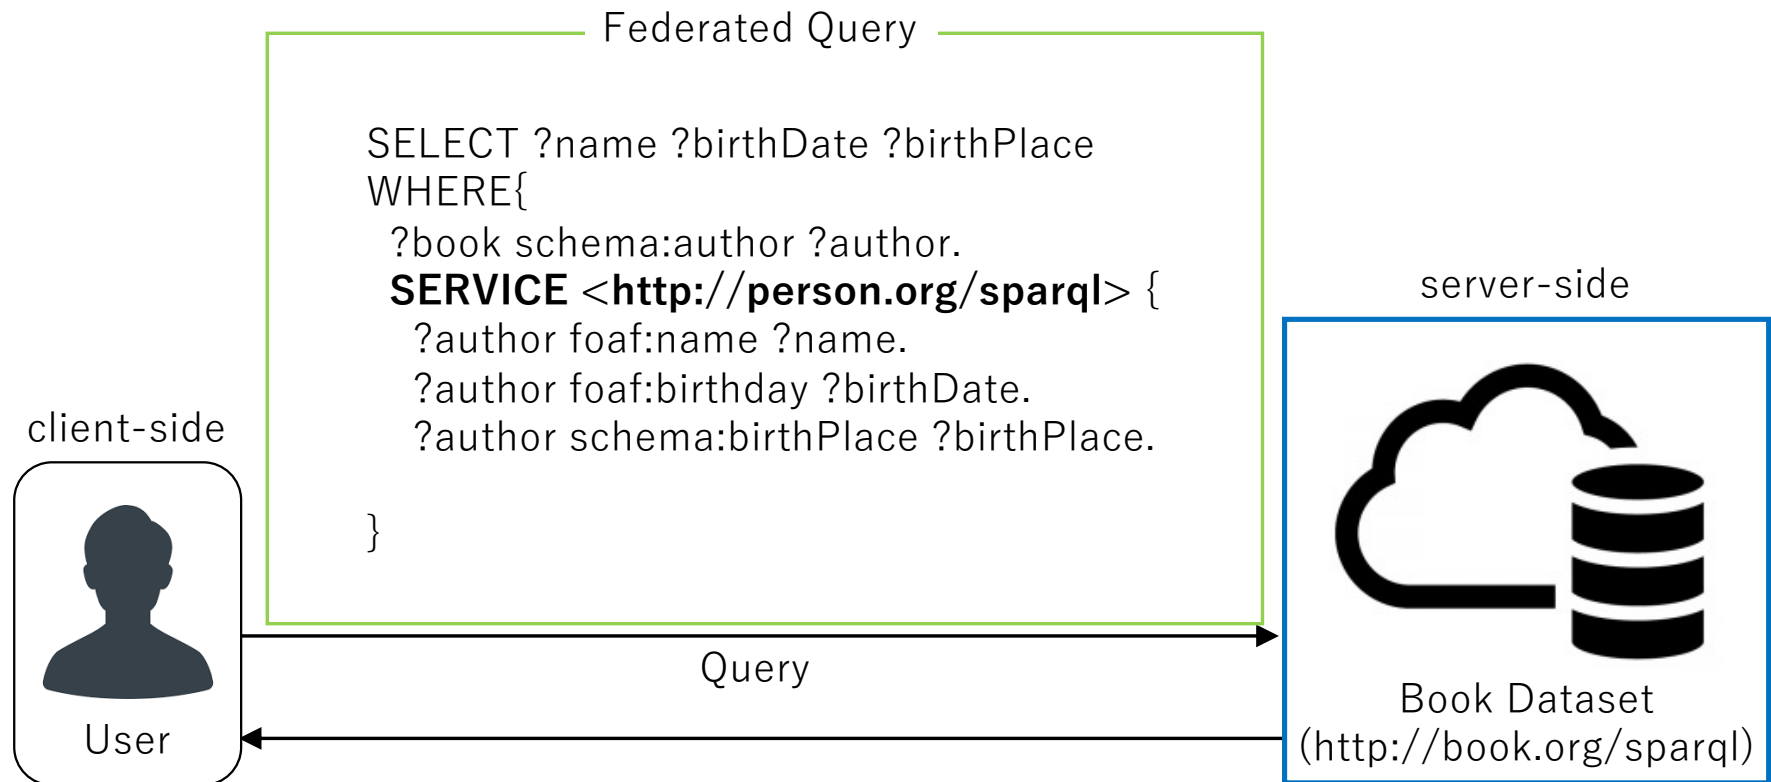 Federated Query
SELECT ?name ?birthDate ?birthPlace
WHERE{
?book schema:author ?author.
SERVICE <http://person.org/sparql> {
?author foaf:name ?name.
?author foaf:birthday ?birthDate.
?author schema:birthPlace ?birthPlace.
}
client-side
User
Query
server-side
Book Dataset
(http://book.org/sparql)